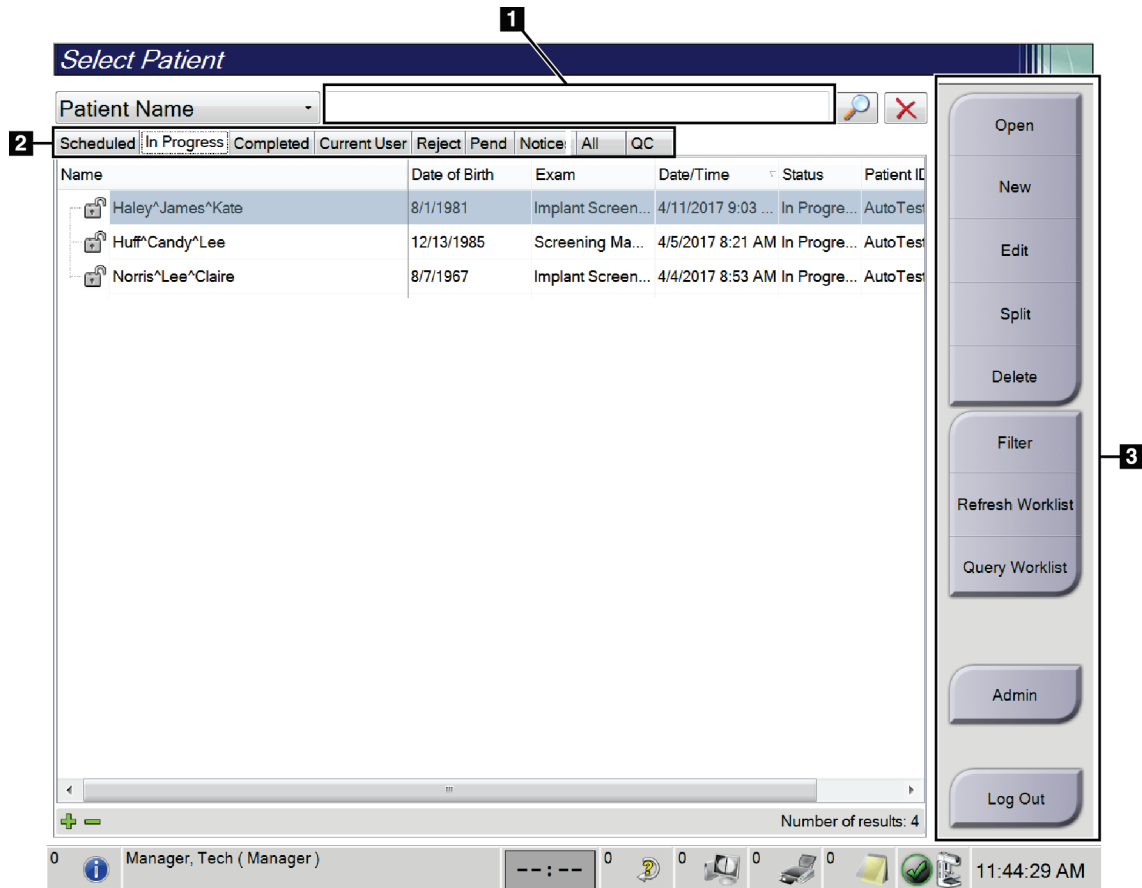 1
Select Patient
Patient Name
2
Scheduled In Progress Completed Current User Reject Pend Notice All QC
Name Date of Birth Exam Date/Time Status Patient ID
Haley^James^Kate 8/1/1981 Implant Screen... 4/11/2017 9:03 ... In Progre... AutoTest
Huff^Candy^Lee 12/13/1985 Screening Ma... 4/5/2017 8:21 AM In Progre... AutoTest
Norris^Lee^Claire 8/7/1967 Implant Screen... 4/4/2017 8:53 AM In Progre... AutoTest
Open
New
Edit
Split
Delete
Filter
3
Refresh Worklist
Query Worklist
Admin
Log Out
Number of results: 4
0 Manager, Tech ( Manager ) --:-- 0 0 0 0 11:44:29 AM